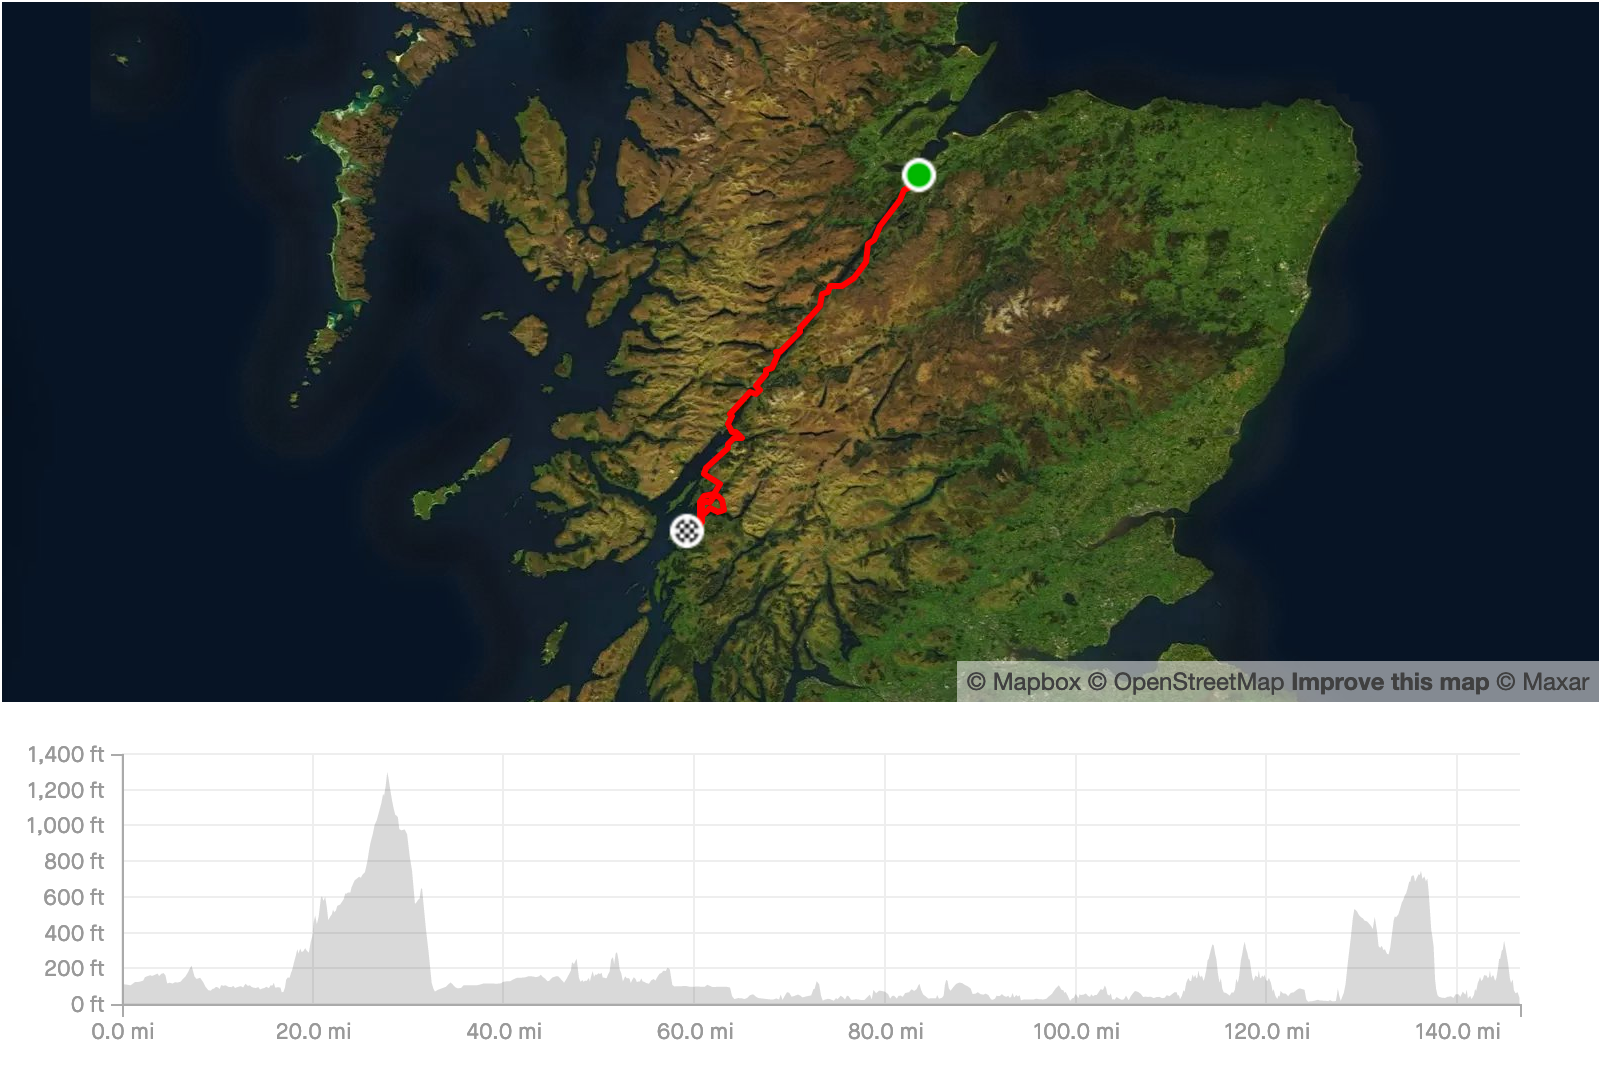 © Mapbox © OpenStreetMap Improve this map © Maxar
1,400 ft
1,200 ft
1,000 ft
800 ft
600 ft
400 ft
200 ft
0 ft
0.0 mi 20.0 mi 40.0 mi 60.0 mi 80.0 mi 100.0 mi 120.0 mi 140.0 mi